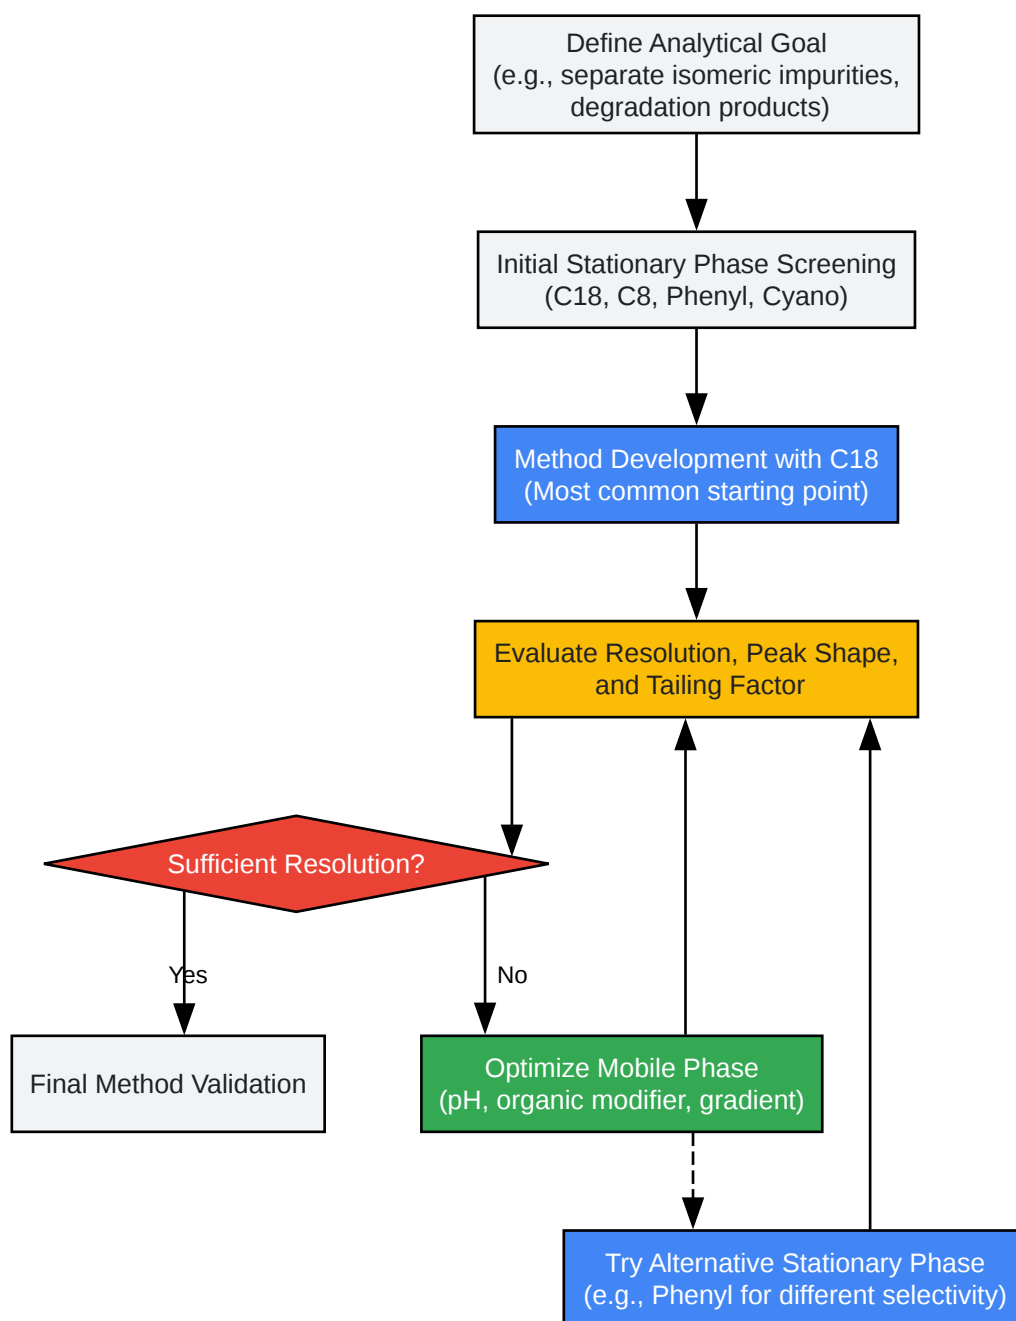 Define Analytical Goal
(e.g., separate isomeric impurities,
degradation products)
Initial Stationary Phase Screening
(C18, C8, Phenyl, Cyano)
Method Development with C18
(Most common starting point)
Evaluate Resolution, Peak Shape,
and Tailing Factor
Sufficient Resolution?
Yes
No
Final Method Validation
Optimize Mobile Phase
(pH, organic modifier, gradient)
Try Alternative Stationary Phase
(e.g., Phenyl for different selectivity)